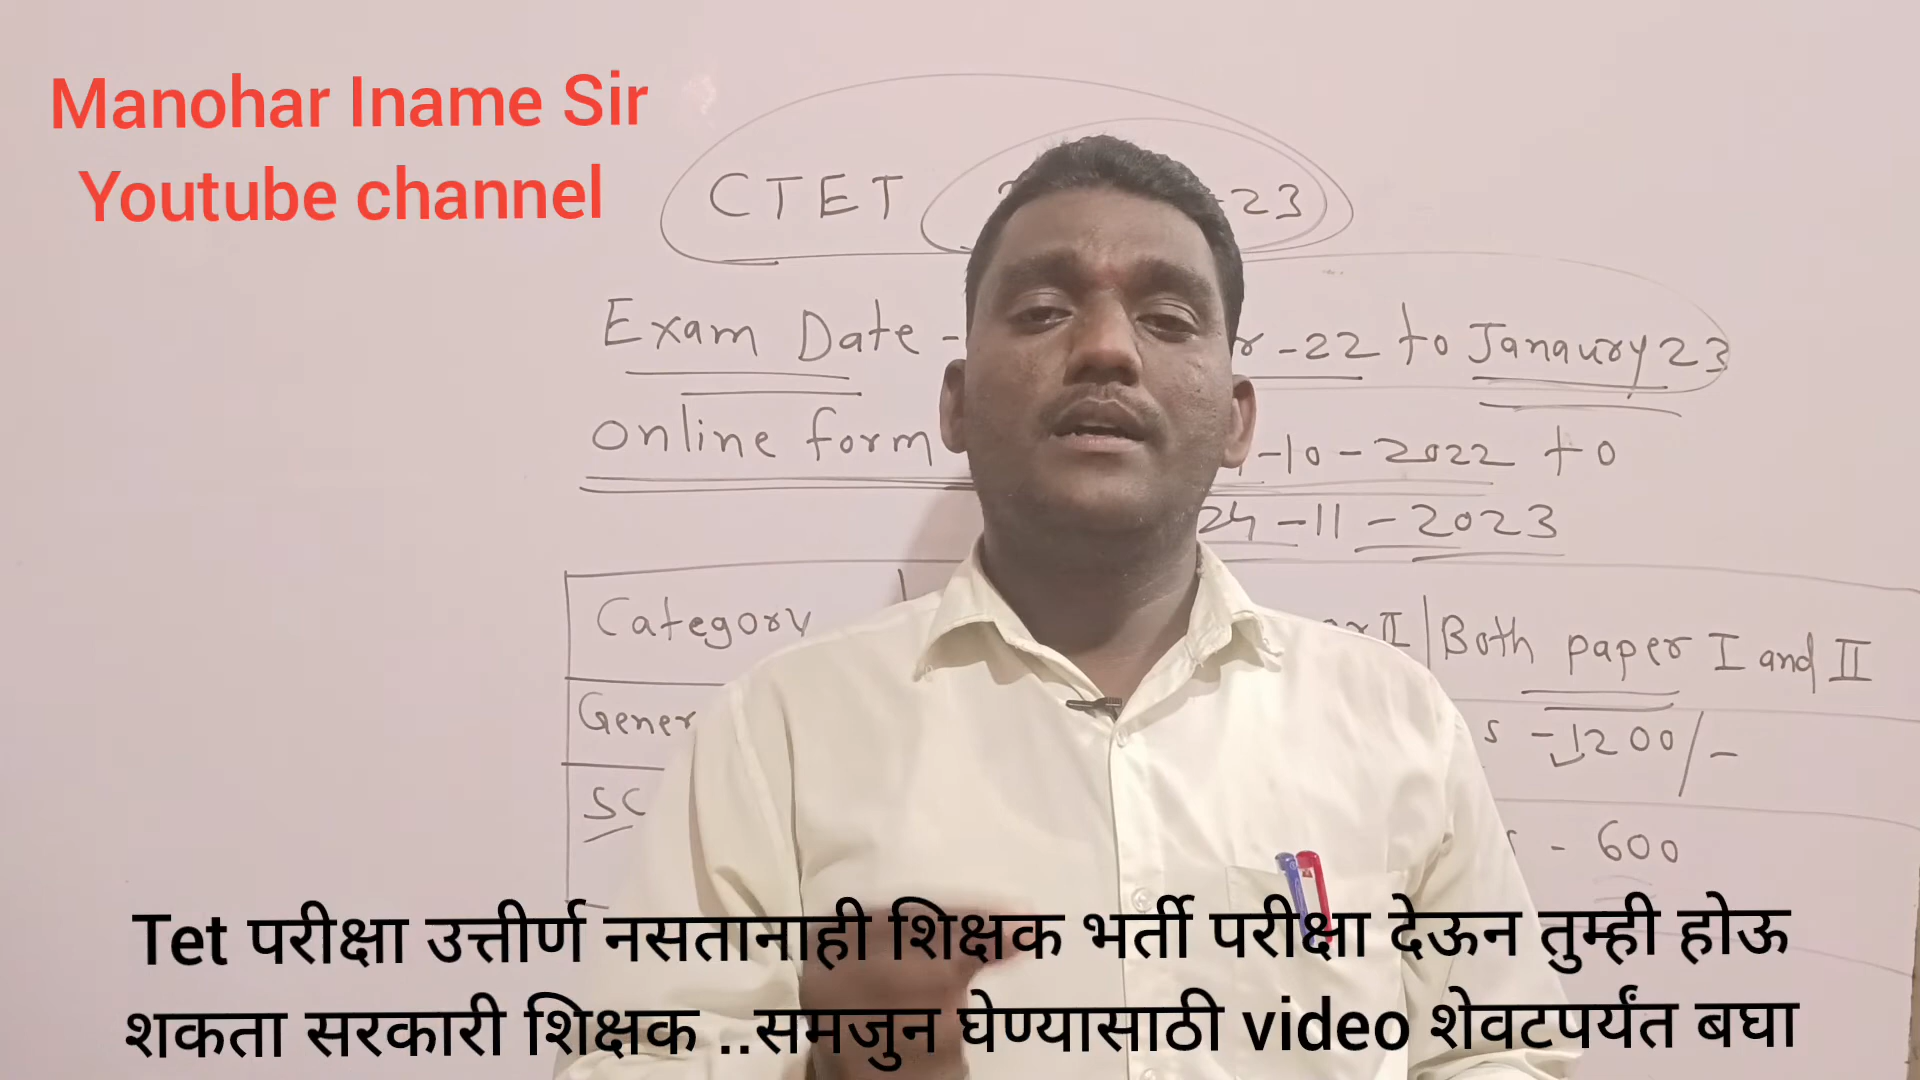 Manohar Iname Sir
Youtube channel
CTET 23
Exam Date - -22 to Janaury 23
online form -10-2022 to
24-11-2023
Category II Both paper I and II
Gener -1200/-
SC - 600
Tet परीक्षा उत्तीर्ण नसतानाही शिक्षक भर्ती परीक्षा देऊन तुम्ही होऊ
शकता सरकारी शिक्षक ..समजुन घेण्यासाठी video शेवटपर्यंत बघा